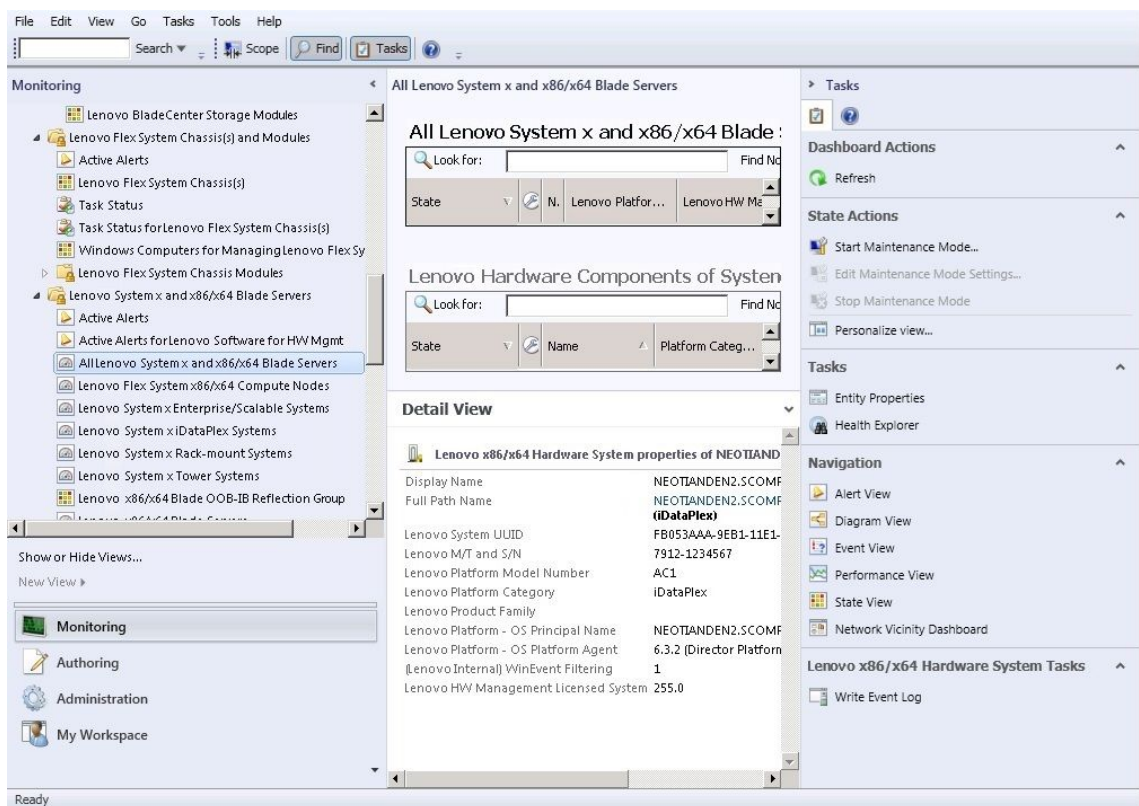 File Edit View Go Tasks Tools Help
Search Scope Find Tasks
Monitoring
Lenovo BladeCenter Storage Modules
Lenovo Flex System Chassis(s) and Modules
Active Alerts
Lenovo Flex System Chassis(s)
Task Status
Task Status for Lenovo Flex System Chassis(s)
Windows Computers for Managing Lenovo Flex Sy
Lenovo Flex System Chassis Modules
Lenovo System x and x86/x64 Blade Servers
Active Alerts
Active Alerts for Lenovo Software for HW Mgmt
All Lenovo System x and x86/x64 Blade Servers
Lenovo Flex System x86/x64 Compute Nodes
Lenovo System x Enterprise/Scalable Systems
Lenovo System x iDataPlex Systems
Lenovo System x Rack-mount Systems
Lenovo System x Tower Systems
Lenovo x86/x64 Blade OOB-IB Reflection Group
Show or Hide Views...
New View
Monitoring
Authoring
Administration
My Workspace
All Lenovo System x and x86/x64 Blade Servers
All Lenovo System x and x86/x64 Blade
Look for: Find No
State N. Lenovo Platfor... Lenovo HW Ma
Lenovo Hardware Components of System
Look for: Find No
State Name Platform Categ...
Detail View
Lenovo x86/x64 Hardware System properties of NEOTIAND
Display Name NEOTIANDEN2.SCOMF
Full Path Name NEOTIANDEN2.SCOMF
(iDataPlex)
Lenovo System UUID FB053AAA-9EB1-11E1-
Lenovo M/T and S/N 7912-1234567
Lenovo Platform Model Number AC1
Lenovo Platform Category iDataPlex
Lenovo Product Family
Lenovo Platform - OS Principal Name NEOTIANDEN2.SCOMF
Lenovo Platform - OS Platform Agent 6.3.2 (Director Platform
(Lenovo Internal) WinEvent Filtering 1
Lenovo HW Management Licensed System 255.0
Tasks
Dashboard Actions
Refresh
State Actions
Start Maintenance Mode...
Edit Maintenance Mode Settings...
Stop Maintenance Mode
Personalize view...
Tasks
Entity Properties
Health Explorer
Navigation
Alert View
Diagram View
Event View
Performance View
State View
Network Vicinity Dashboard
Lenovo x86/x64 Hardware System Tasks
Write Event Log
Ready